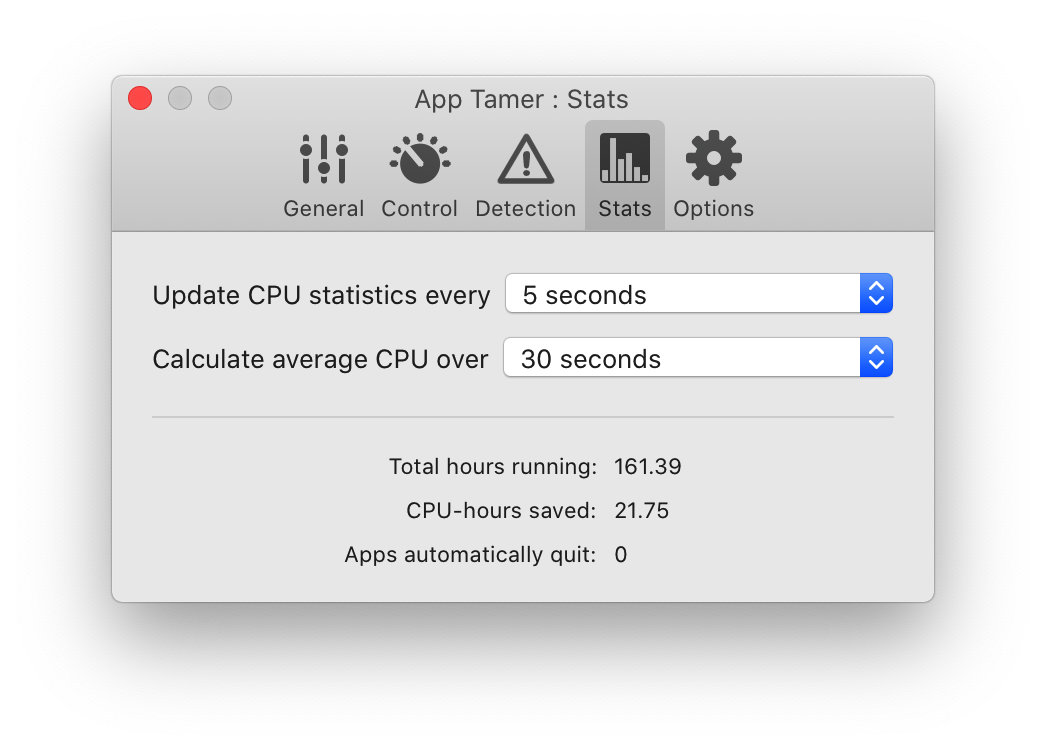 App Tamer : Stats
General Control Detection Stats Options
Update CPU statistics every 5 seconds
Calculate average CPU over 30 seconds
Total hours running: 161.39
CPU-hours saved: 21.75
Apps automatically quit: 0